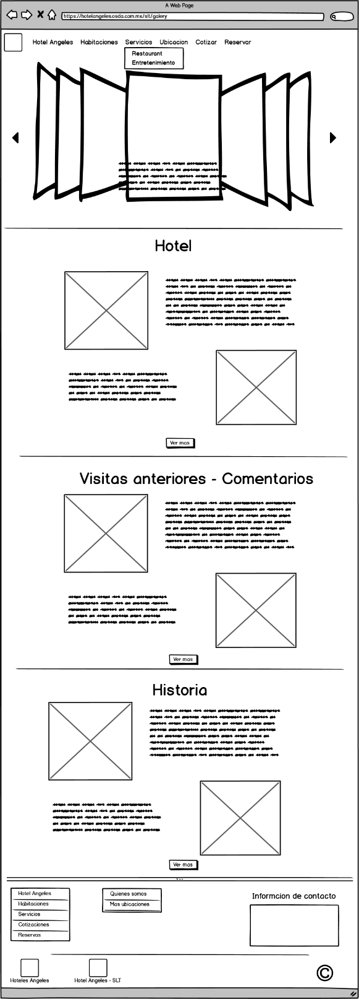 A Web Page
https://hotelangeles.osda.com.mx/slt/galery
Hotel Angeles Habitaciones Servicios Ubicacion Cotizar Reservar
Restaurant
Entretenimiento
Hotel
Ver mas
Visitas anteriores - Comentarios
Ver mas
Historia
Ver mas
Hotel Angeles
Habitaciones
Servicios
Cotizaciones
Reservas
Quienes somos
Mas ubicaciones
Informcion de contacto
Hoteles Angeles
Hotel Angeles - SLT
©